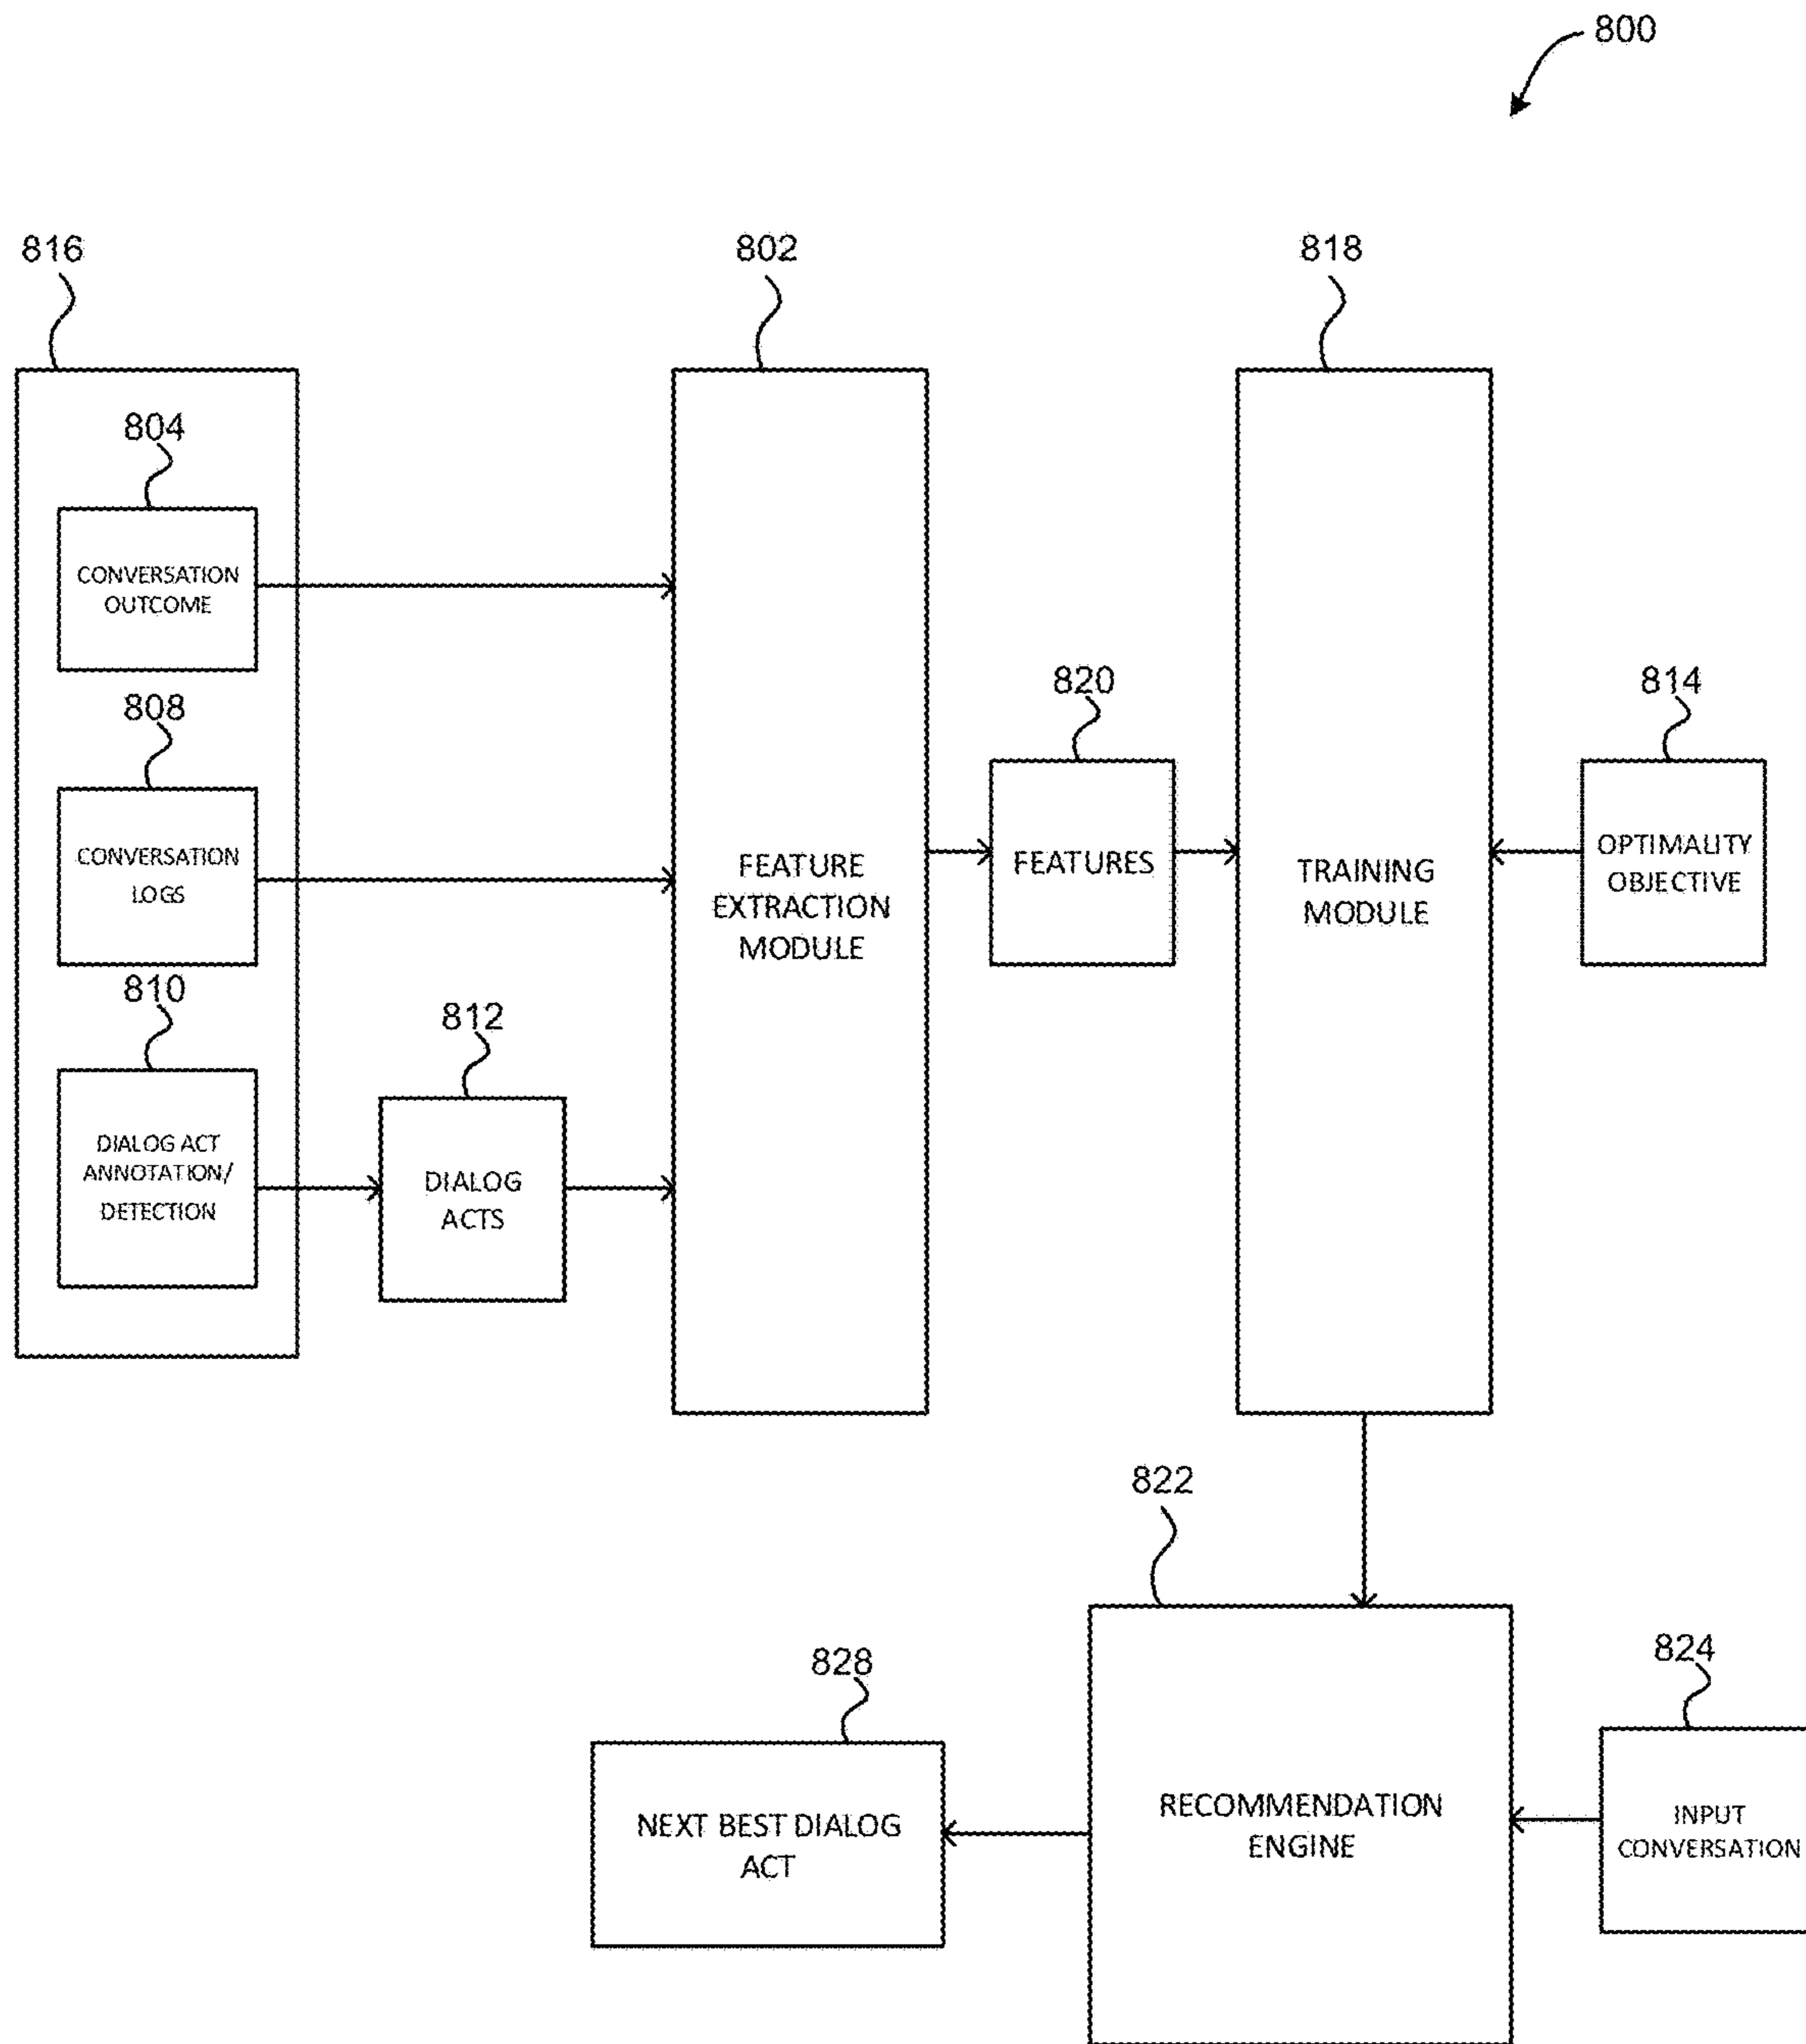 800
816
802
818
804
CONVERSATION
OUTCOME
808
CONVERSATION
LOGS
810
DIALOG ACT
ANNOTATION/
DETECTION
812
DIALOG
ACTS
FEATURE
EXTRACTION
MODULE
820
FEATURES
TRAINING
MODULE
814
OPTIMALITY
OBJECTIVE
822
828
NEXT BEST DIALOG
ACT
RECOMMENDATION
ENGINE
824
INPUT
CONVERSATION